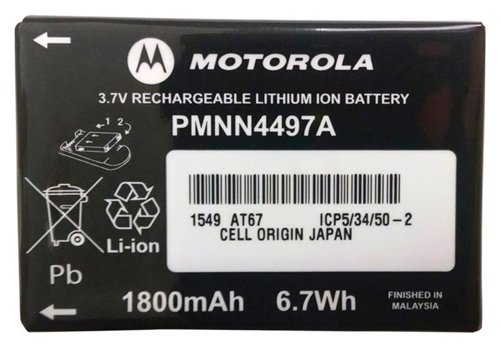 MOTOROLA
3.7V RECHARGEABLE LITHIUM ION BATTERY
PMNN4497A
1 2
1549 AT67 ICP5/34/50-2
CELL ORIGIN JAPAN
Li-ion
Pb
1800mAh 6.7Wh
FINISHED IN
MALAYSIA